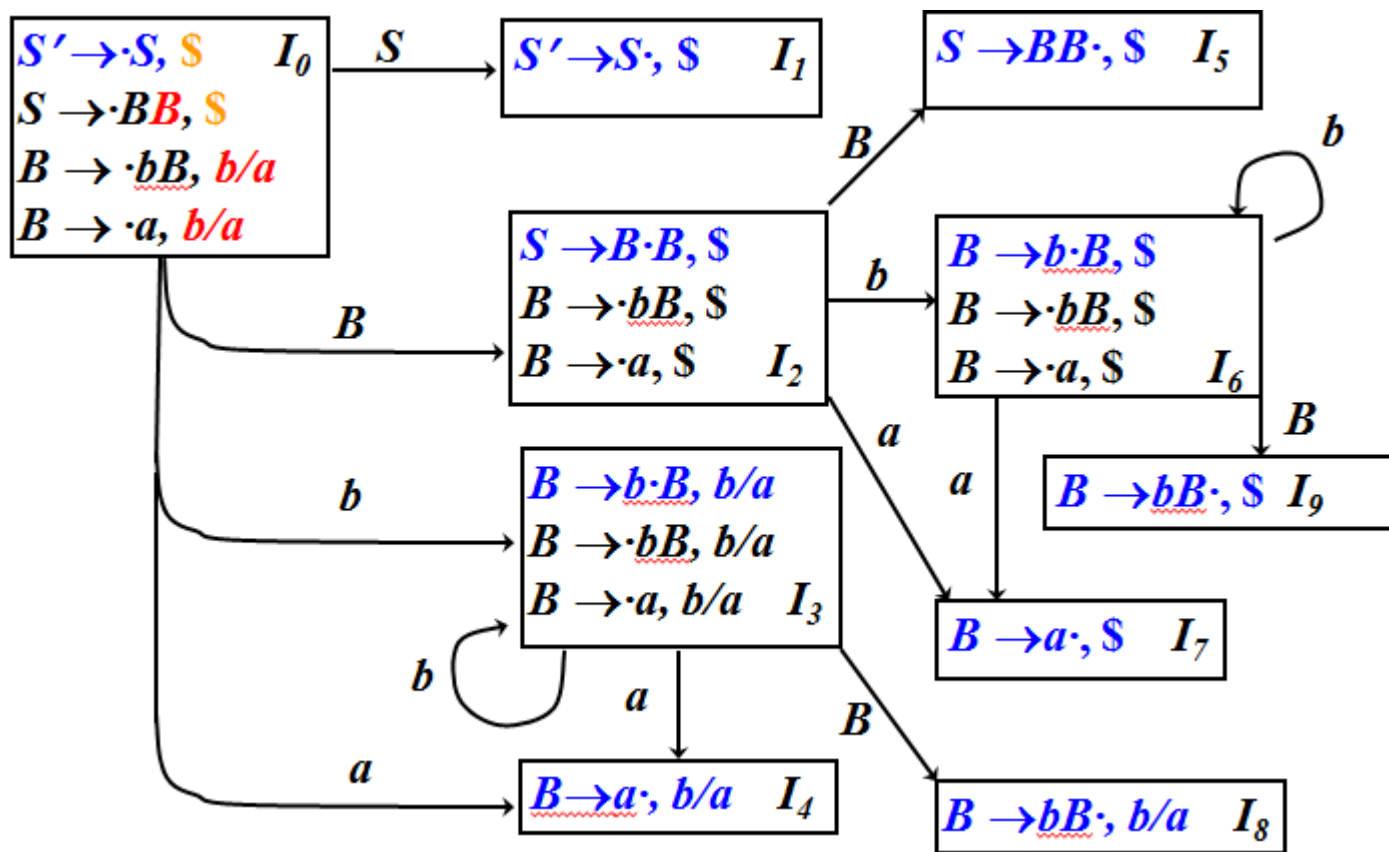 S′ → ·S, $ I₀
S → ·BB, $
B → ·bB, b/a
B → ·a, b/a
S
S′ → S·, $ I₁
S → BB·, $ I₅
B
b
B
S → B·B, $
B → ·bB, $
B → ·a, $ I₂
b
B → b·B, $
B → ·bB, $
B → ·a, $ I₆
a
a
B
B → bB·, $ I₉
b
B → b·B, b/a
B → ·bB, b/a
B → ·a, b/a I₃
b
a
B
B → a·, $ I₇
a
B → a·, b/a I₄
B → bB·, b/a I₈